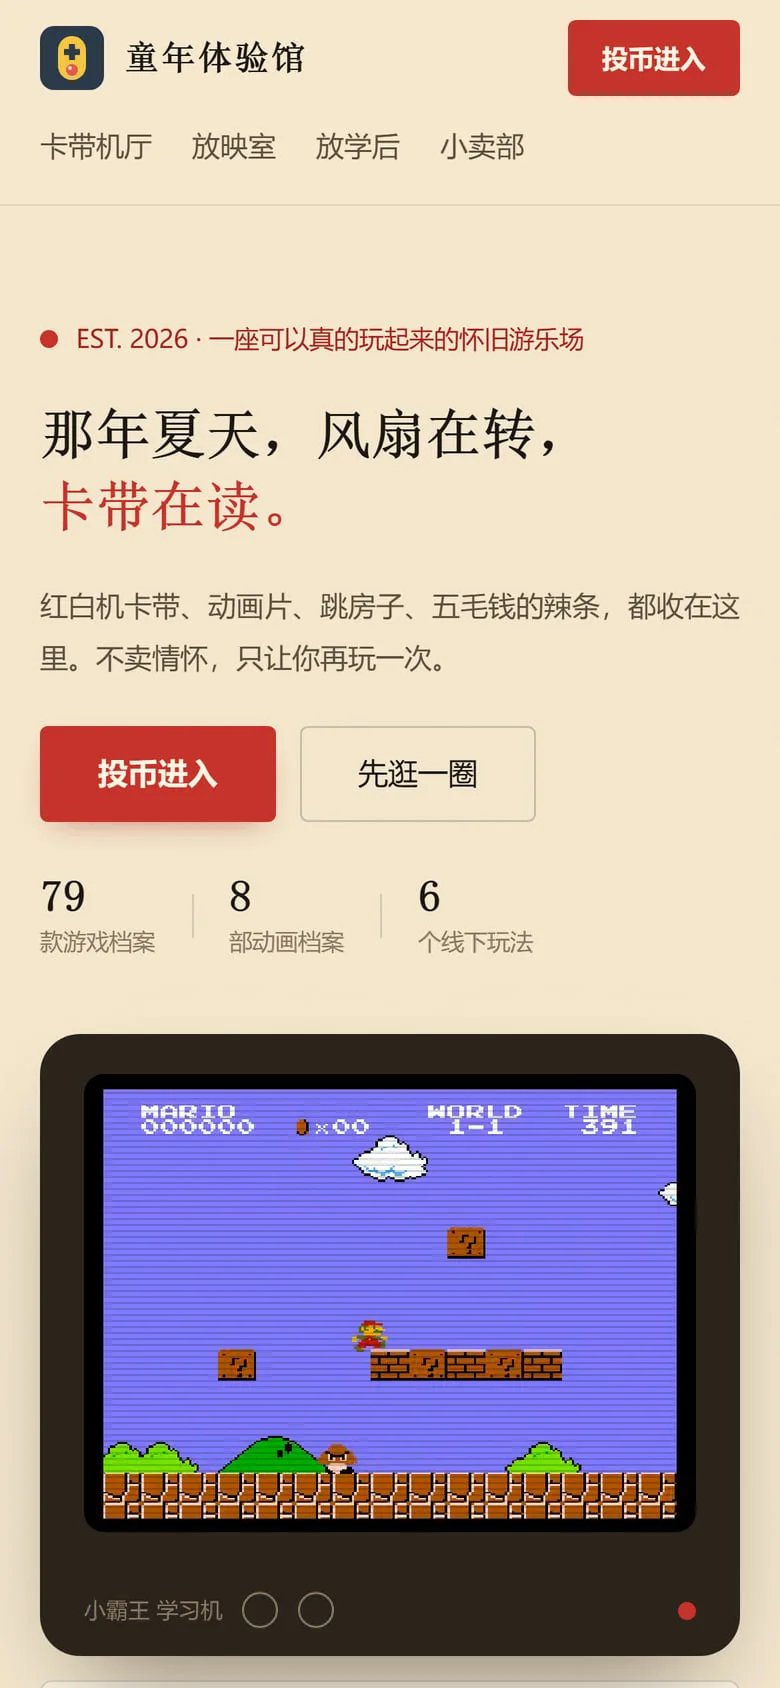 童年体验馆
投币进入
卡带机厅 放映室 放学后 小卖部
EST. 2026 · 一座可以真的玩起来的怀旧游乐场
那年夏天，风扇在转，
卡带在读。
红白机卡带、动画片、跳房子、五毛钱的辣条，都收在这
里。不卖情怀，只让你再玩一次。
投币进入 先逛一圈
79 8 6
款游戏档案 部动画档案 个线下玩法
MARIO WORLD TIME
000000 x00 1-1 391
? 
? ? ?
小霸王 学习机